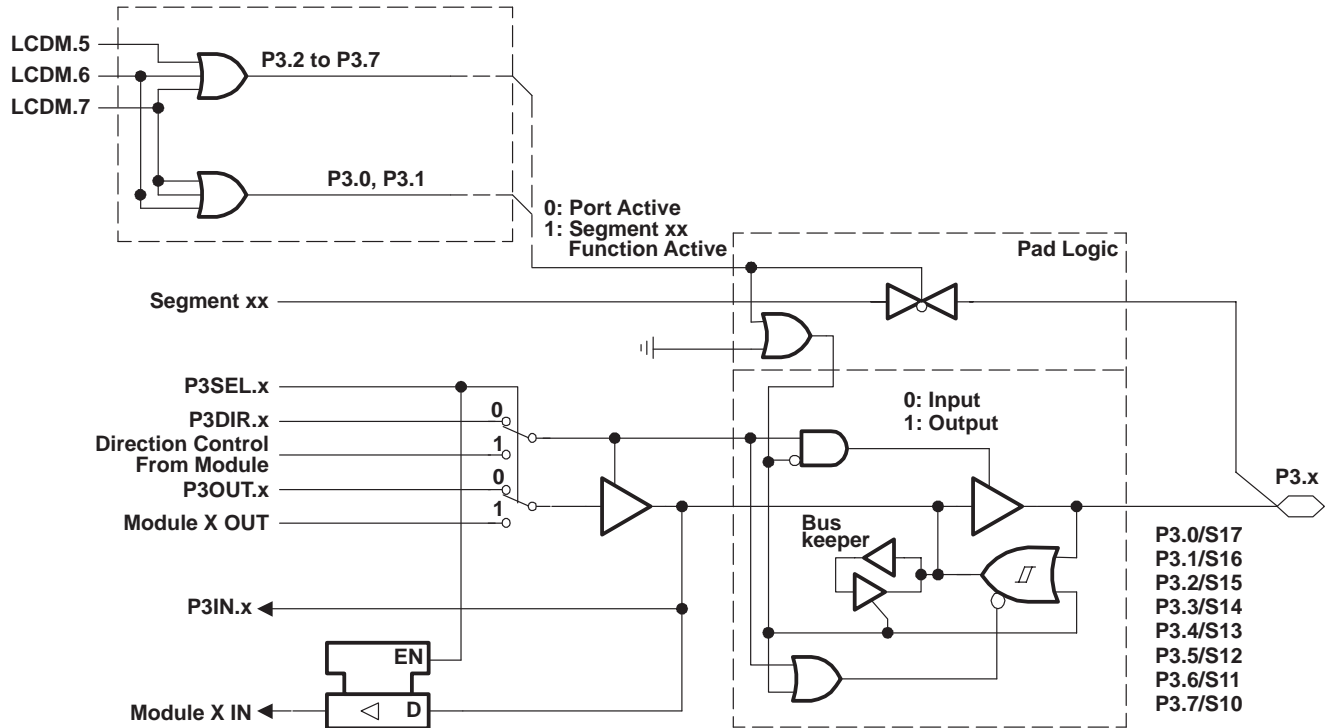 LCDM.5
LCDM.6
LCDM.7
P3.2 to P3.7
P3.0, P3.1
0: Port Active
1: Segment xx
Function Active
Pad Logic
Segment xx
P3SEL.x
P3DIR.x
0
Direction Control
From Module
1
P3OUT.x
0
Module X OUT
1
0: Input
1: Output
Bus
keeper
P3.x
P3.0/S17
P3.1/S16
P3.2/S15
P3.3/S14
P3.4/S13
P3.5/S12
P3.6/S11
P3.7/S10
P3IN.x
EN
D
Module X IN